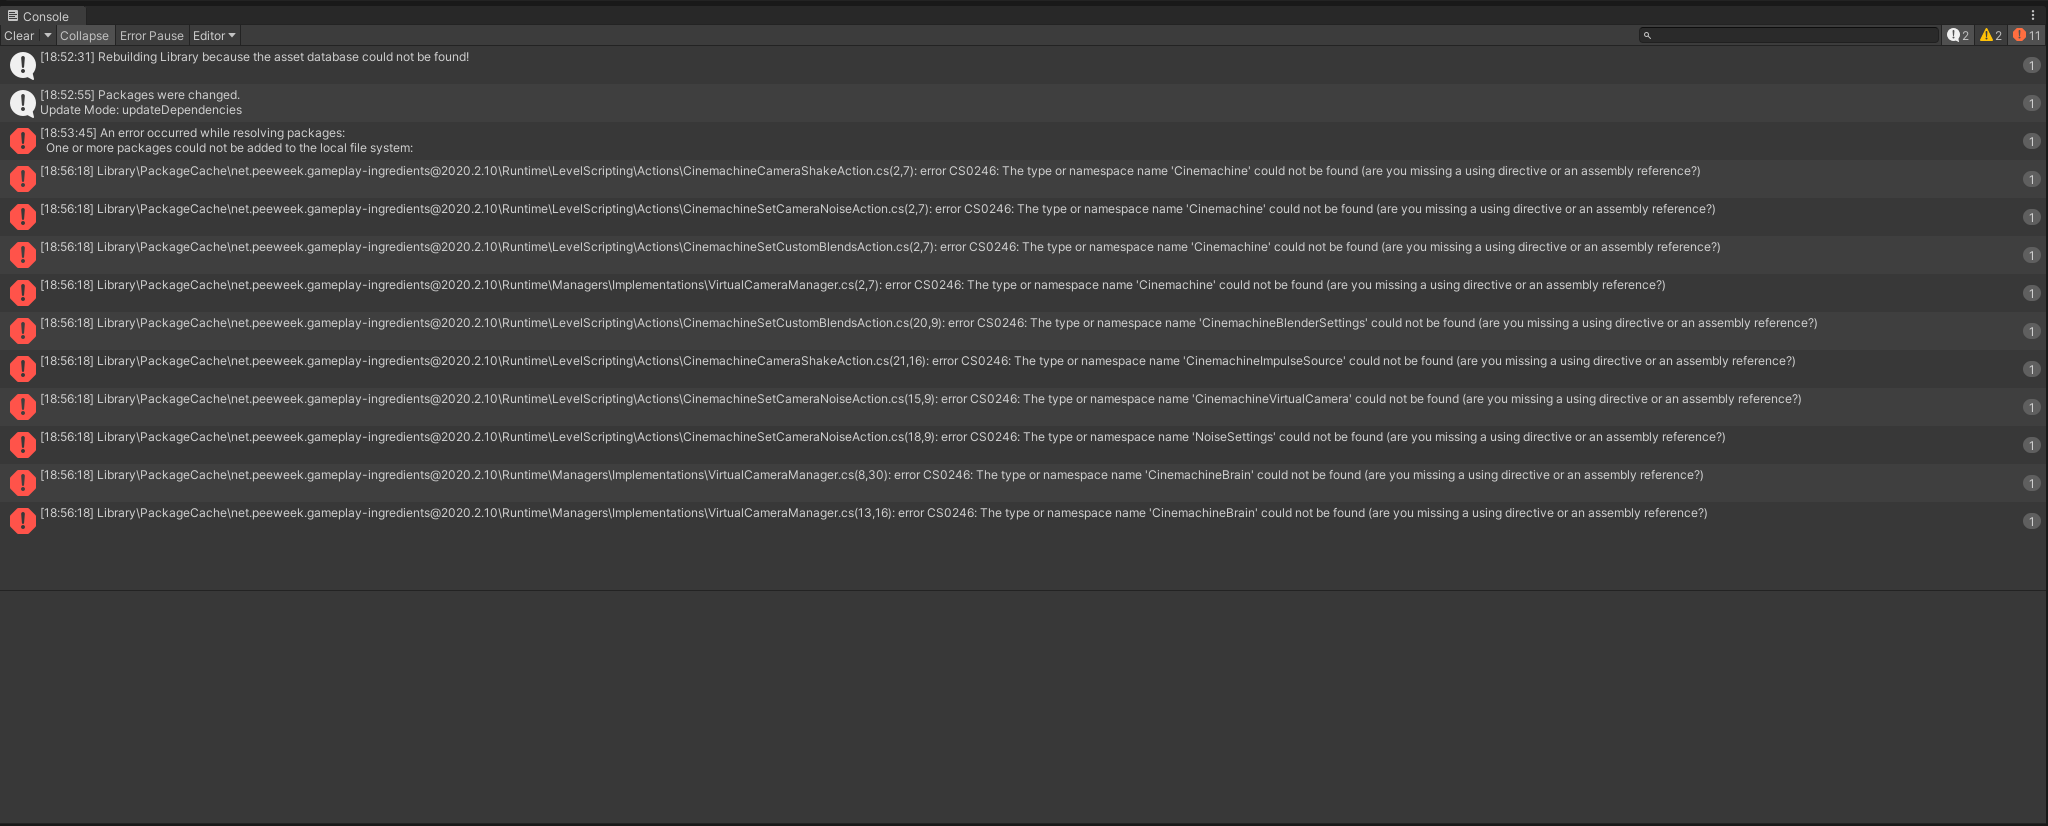 Console
Clear Collapse Error Pause Editor 2 2 11
[18:52:31] Rebuilding Library because the asset database could not be found! 1
[18:52:55] Packages were changed.
Update Mode: updateDependencies 1
[18:53:45] An error occurred while resolving packages:
One or more packages could not be added to the local file system: 1
[18:56:18] Library\PackageCache\net.peeweek.gameplay-ingredients@2020.2.10\Runtime\LevelScripting\Actions\CinemachineCameraShakeAction.cs(2,7): error CS0246: The type or namespace name 'Cinemachine' could not be found (are you missing a using directive or an assembly reference?) 1
[18:56:18] Library\PackageCache\net.peeweek.gameplay-ingredients@2020.2.10\Runtime\LevelScripting\Actions\CinemachineSetCameraNoiseAction.cs(2,7): error CS0246: The type or namespace name 'Cinemachine' could not be found (are you missing a using directive or an assembly reference?) 1
[18:56:18] Library\PackageCache\net.peeweek.gameplay-ingredients@2020.2.10\Runtime\LevelScripting\Actions\CinemachineSetCustomBlendsAction.cs(2,7): error CS0246: The type or namespace name 'Cinemachine' could not be found (are you missing a using directive or an assembly reference?) 1
[18:56:18] Library\PackageCache\net.peeweek.gameplay-ingredients@2020.2.10\Runtime\Managers\Implementations\VirtualCameraManager.cs(2,7): error CS0246: The type or namespace name 'Cinemachine' could not be found (are you missing a using directive or an assembly reference?) 1
[18:56:18] Library\PackageCache\net.peeweek.gameplay-ingredients@2020.2.10\Runtime\LevelScripting\Actions\CinemachineSetCustomBlendsAction.cs(20,9): error CS0246: The type or namespace name 'CinemachineBlenderSettings' could not be found (are you missing a using directive or an assembly reference?) 1
[18:56:18] Library\PackageCache\net.peeweek.gameplay-ingredients@2020.2.10\Runtime\LevelScripting\Actions\CinemachineCameraShakeAction.cs(21,16): error CS0246: The type or namespace name 'CinemachineImpulseSource' could not be found (are you missing a using directive or an assembly reference?) 1
[18:56:18] Library\PackageCache\net.peeweek.gameplay-ingredients@2020.2.10\Runtime\LevelScripting\Actions\CinemachineSetCameraNoiseAction.cs(15,9): error CS0246: The type or namespace name 'CinemachineVirtualCamera' could not be found (are you missing a using directive or an assembly reference?) 1
[18:56:18] Library\PackageCache\net.peeweek.gameplay-ingredients@2020.2.10\Runtime\LevelScripting\Actions\CinemachineSetCameraNoiseAction.cs(18,9): error CS0246: The type or namespace name 'NoiseSettings' could not be found (are you missing a using directive or an assembly reference?) 1
[18:56:18] Library\PackageCache\net.peeweek.gameplay-ingredients@2020.2.10\Runtime\Managers\Implementations\VirtualCameraManager.cs(8,30): error CS0246: The type or namespace name 'CinemachineBrain' could not be found (are you missing a using directive or an assembly reference?) 1
[18:56:18] Library\PackageCache\net.peeweek.gameplay-ingredients@2020.2.10\Runtime\Managers\Implementations\VirtualCameraManager.cs(13,16): error CS0246: The type or namespace name 'CinemachineBrain' could not be found (are you missing a using directive or an assembly reference?) 1